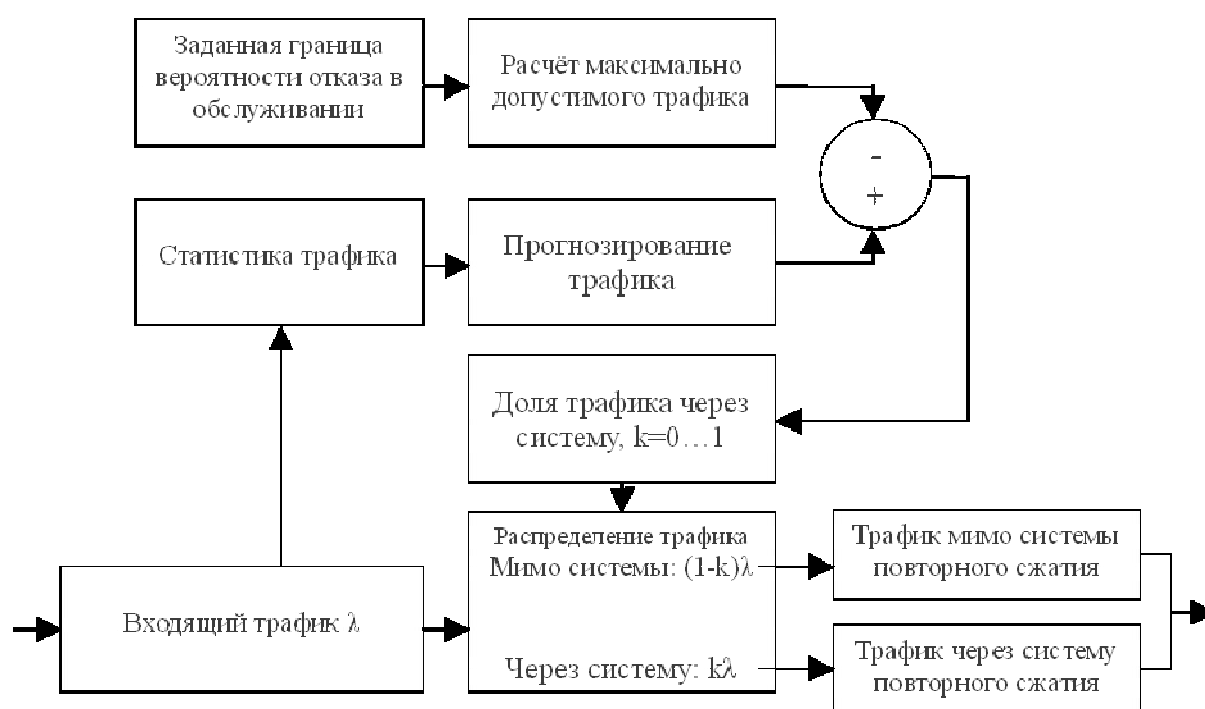 Заданная граница
вероятности отказа в
обслуживании
Расчёт максимально
допустимого трафика
-
+
Статистика трафика
Прогнозирование
трафика
Доля трафика через
систему, k=0…1
Распределение трафика
Мимо системы: (1-k)λ
Через систему: kλ
Входящий трафик λ
Трафик мимо системы
повторного сжатия
Трафик через систему
повторного сжатия